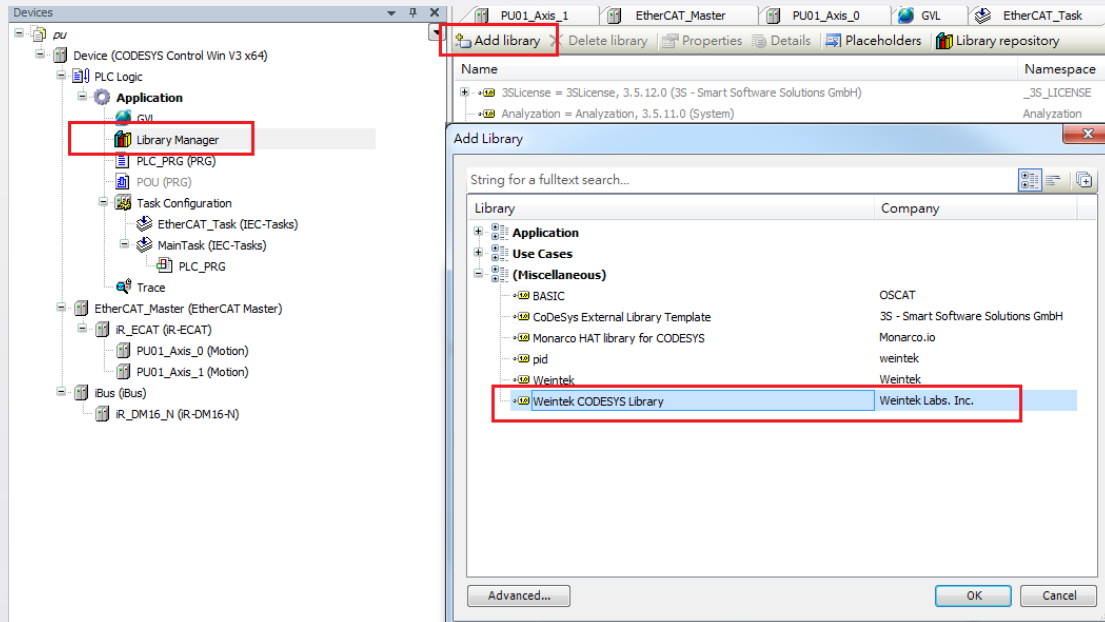 Devices
pu
Device (CODESYS Control Win V3 x64)
PLC Logic
Application
GVL
Library Manager
PLC_PRG (PRG)
POU (PRG)
Task Configuration
EtherCAT_Task (IEC-Tasks)
MainTask (IEC-Tasks)
PLC_PRG
Trace
EtherCAT_Master (EtherCAT Master)
iR_ECAT (iR-ECAT)
PU01_Axis_0 (Motion)
PU01_Axis_1 (Motion)
iBus (iBus)
iR_DM16_N (iR-DM16-N)
PU01_Axis_1 EtherCAT_Master PU01_Axis_0 GVL EtherCAT_Task
Add library Delete library Properties Details Placeholders Library repository
Name Namespace
3SLicense = 3SLicense, 3.5.12.0 (3S - Smart Software Solutions GmbH) _3S_LICENSE
Analyzation = Analyzation, 3.5.11.0 (System) Analyzation
Add Library
String for a fulltext search...
Library Company
Application
Use Cases
(Miscellaneous)
BASIC OSCAT
CoDeSys External Library Template 3S - Smart Software Solutions GmbH
Monarco HAT library for CODESYS Monarco.io
pid weintek
Weintek Weintek
Weintek CODESYS Library Weintek Labs. Inc.
Advanced... OK Cancel